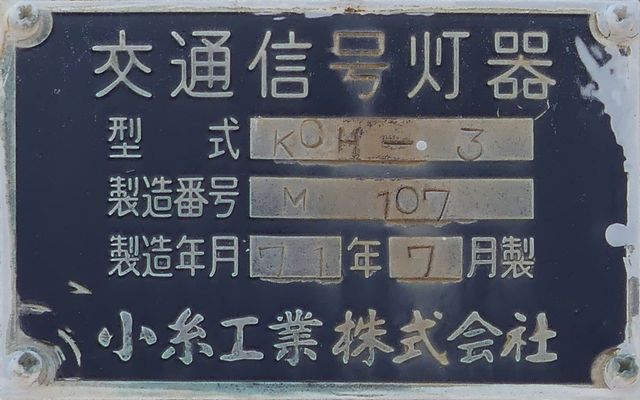 交通信号灯器
型式 KOH-3
製造番号 M 107
製造年月 71年7月製
小糸工業株式会社